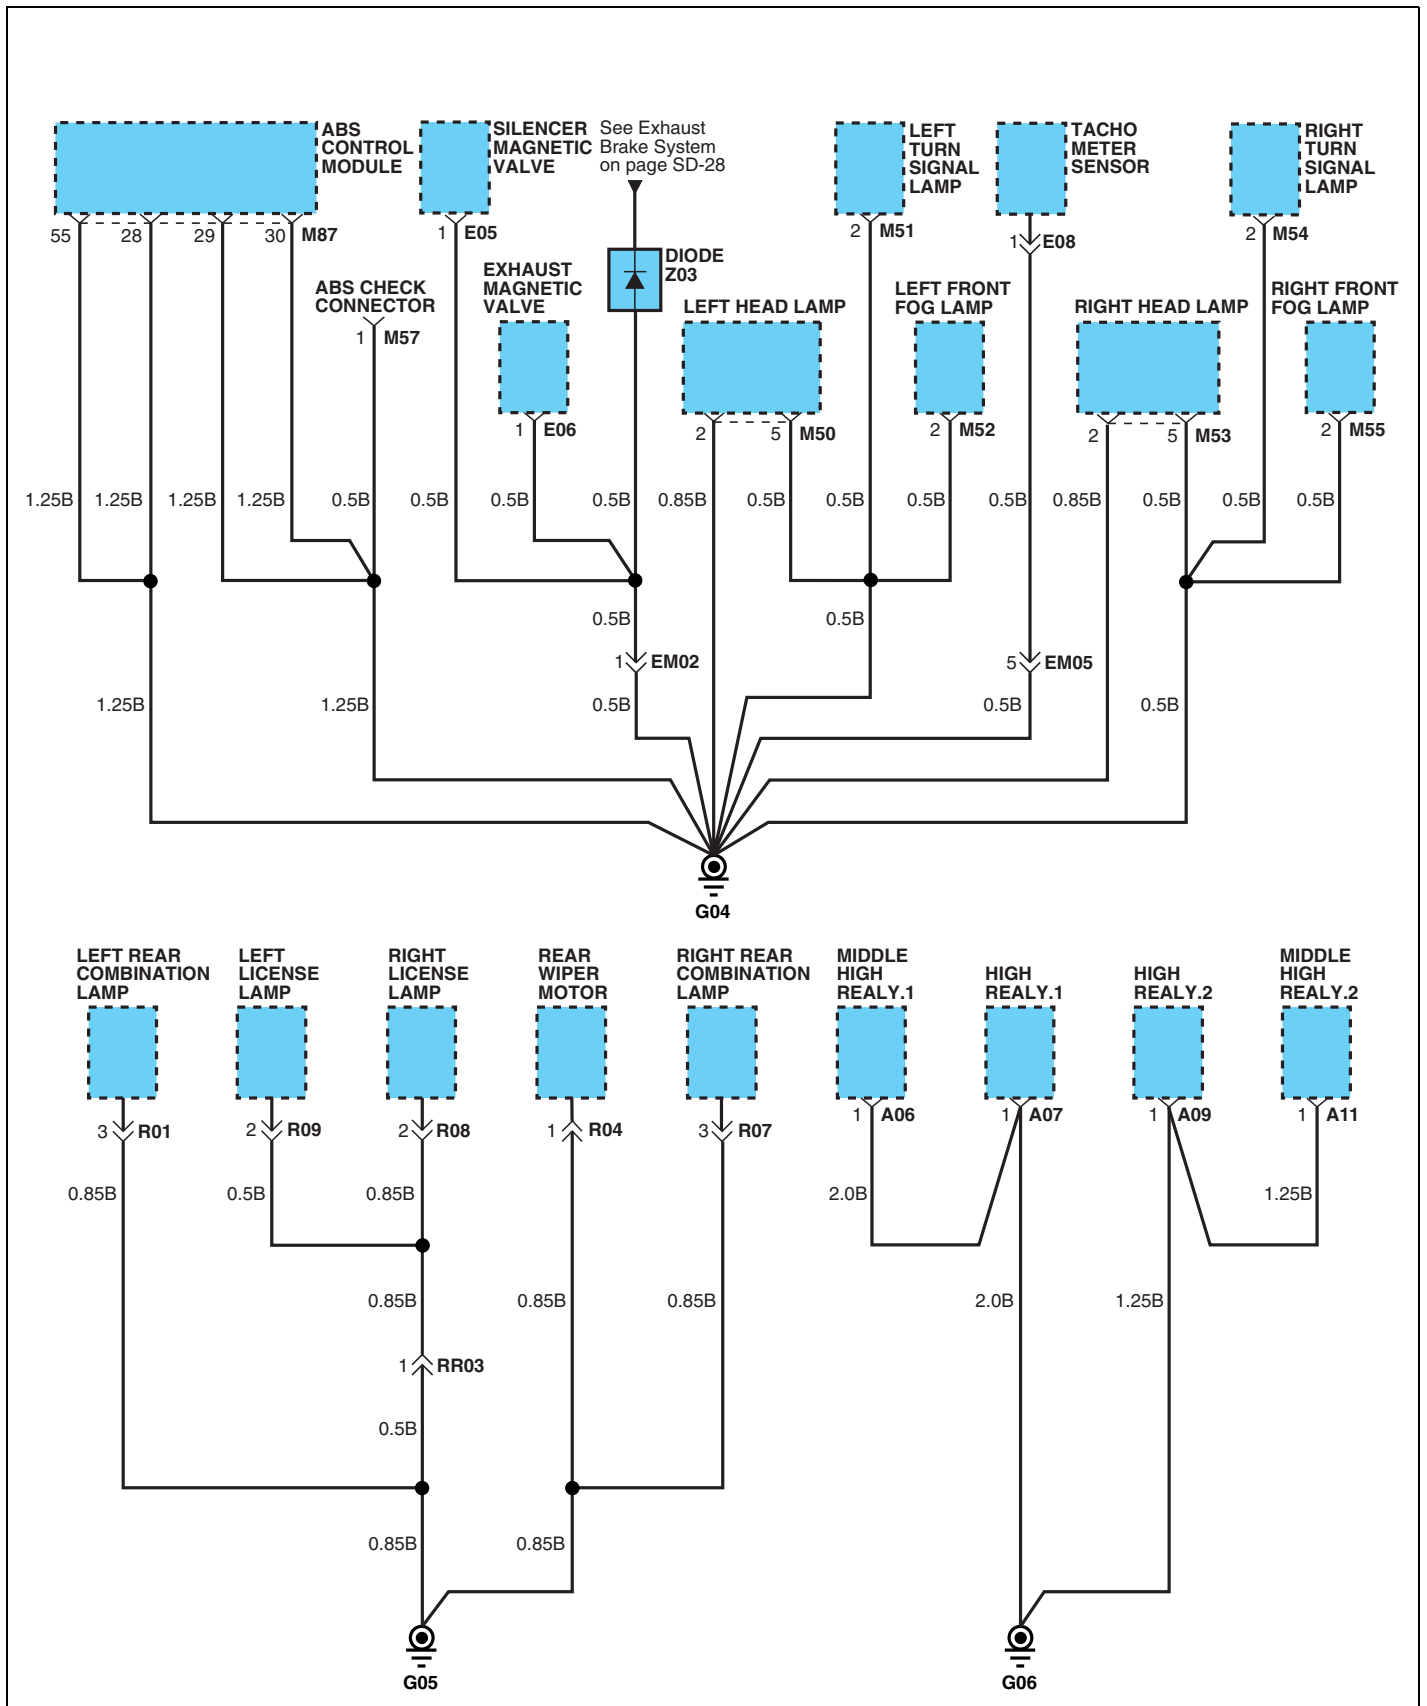 ABS
CONTROL
MODULE
SILENCER
MAGNETIC
VALVE
See Exhaust
Brake System
on page SD-28
LEFT
TURN
SIGNAL
LAMP
TACHO
METER
SENSOR
RIGHT
TURN
SIGNAL
LAMP
55 28 29 30 M87
1 E05
2 M51
1 E08
2 M54
DIODE
Z03
ABS CHECK
CONNECTOR
1 M57
EXHAUST
MAGNETIC
VALVE
LEFT HEAD LAMP
LEFT FRONT
FOG LAMP
RIGHT HEAD LAMP
RIGHT FRONT
FOG LAMP
1 E06
2 5 M50
2 M52
2 5 M53
2 M55
1.25B 1.25B 1.25B 1.25B 0.5B 0.5B 0.5B 0.5B 0.85B 0.5B 0.5B 0.5B 0.5B 0.85B 0.5B 0.5B 0.5B
0.5B 0.5B
1 EM02
5 EM05
1.25B 1.25B 0.5B 0.5B 0.5B
G04
LEFT REAR
COMBINATION
LAMP
LEFT
LICENSE
LAMP
RIGHT
LICENSE
LAMP
REAR
WIPER
MOTOR
RIGHT REAR
COMBINATION
LAMP
MIDDLE
HIGH
REALY.1
HIGH
REALY.1
HIGH
REALY.2
MIDDLE
HIGH
REALY.2
3 R01
2 R09
2 R08
1 R04
3 R07
1 A06
1 A07
1 A09
1 A11
0.85B 0.5B 0.85B 2.0B 1.25B
0.85B 0.85B 0.85B 2.0B 1.25B
1 RR03
0.5B
0.85B 0.85B
G05
G06